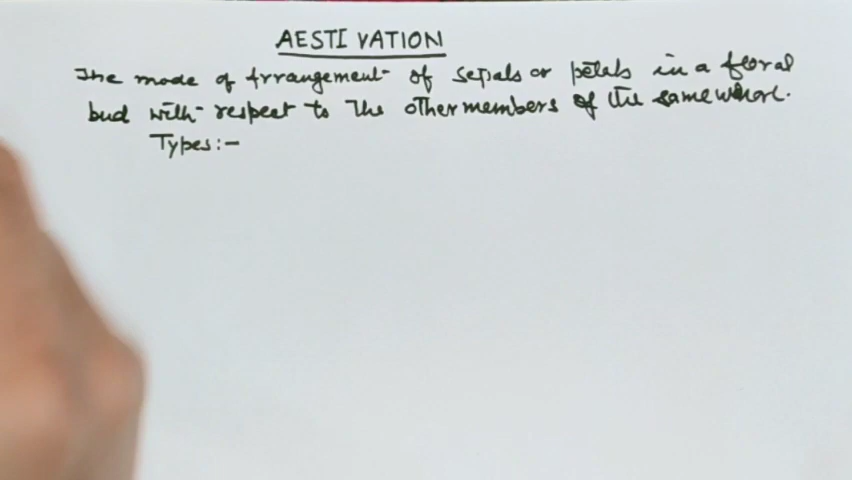 AESTIVATION
The mode of Arrangement of sepals or petals in a floral
bud with respect to the other members of the same whorl.
Types:-